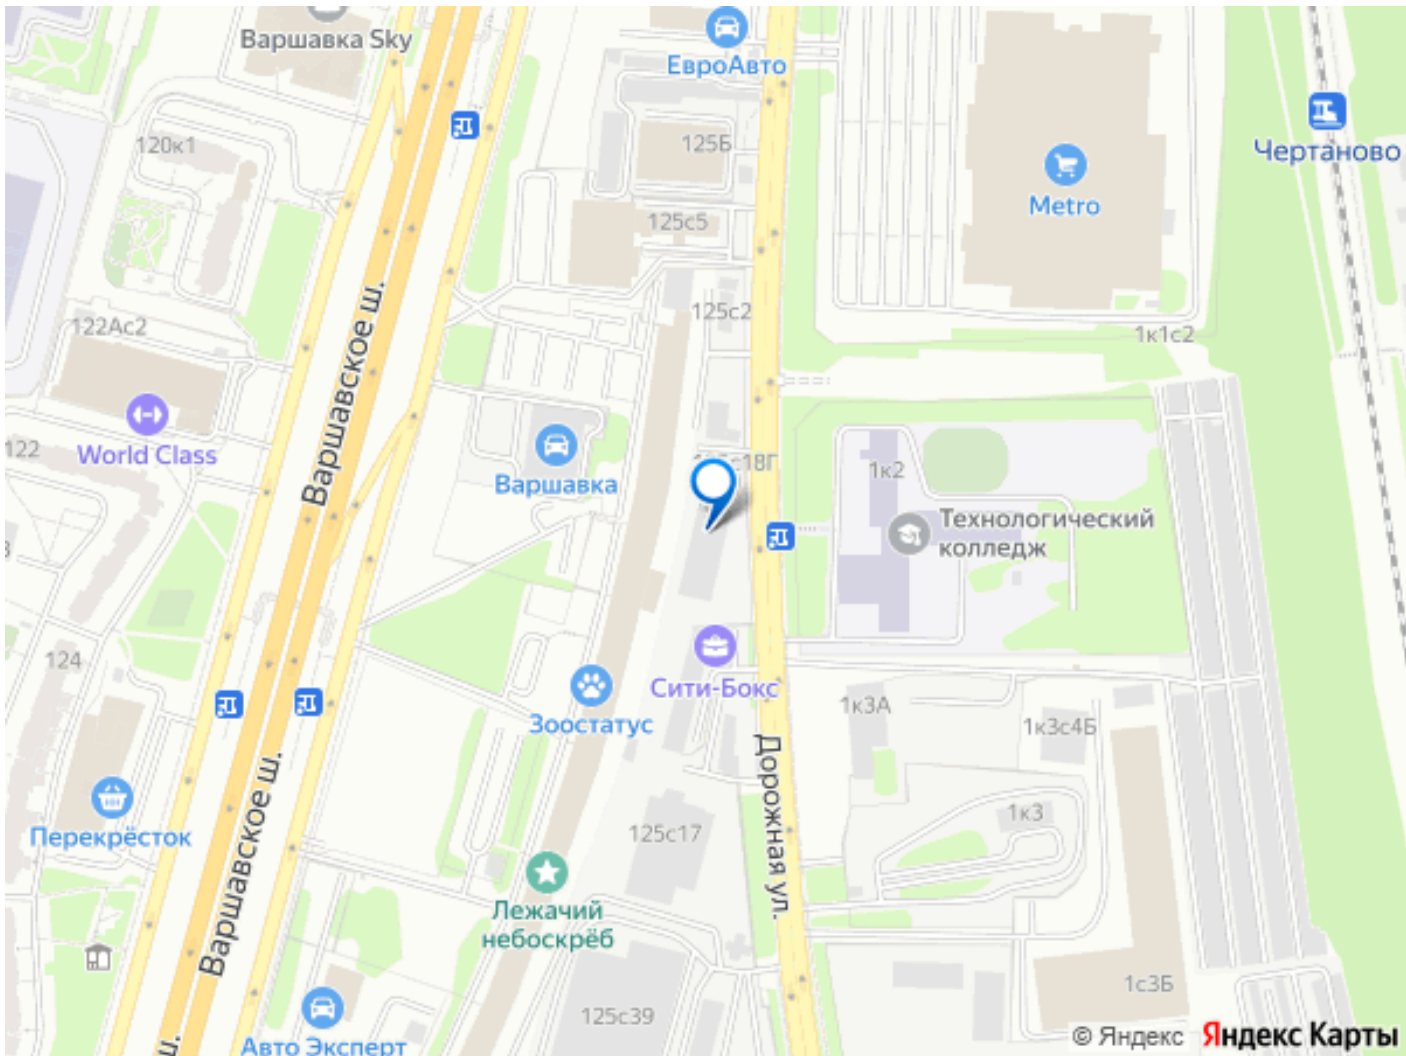 Варшавка Sky
ЕвроАвто
120к1
125Б
Чертаново
Metro
125с5
125с2
122Ас2
1к1с2
Варшавское ш.
World Class
122
Варшавка
1к2
Технологический
колледж
124
Сити-Бокс
Зоостатус
1к3А
1к3с4Б
Дорожная ул.
Перекрёсток
125с17
1к3
Варшавское ш.
Лежачий
небоскрёб
1с3Б
125с39
Авто Эксперт
© Яндекс Яндекс Карты